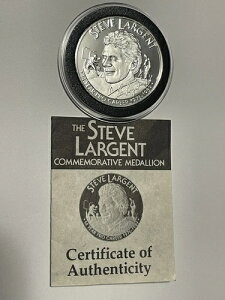 STEVE LARGENT
THE STEVE
LARGENT
COMMEMORATIVE MEDALLION
STEVE LARGENT
Certificate of
Authenticity